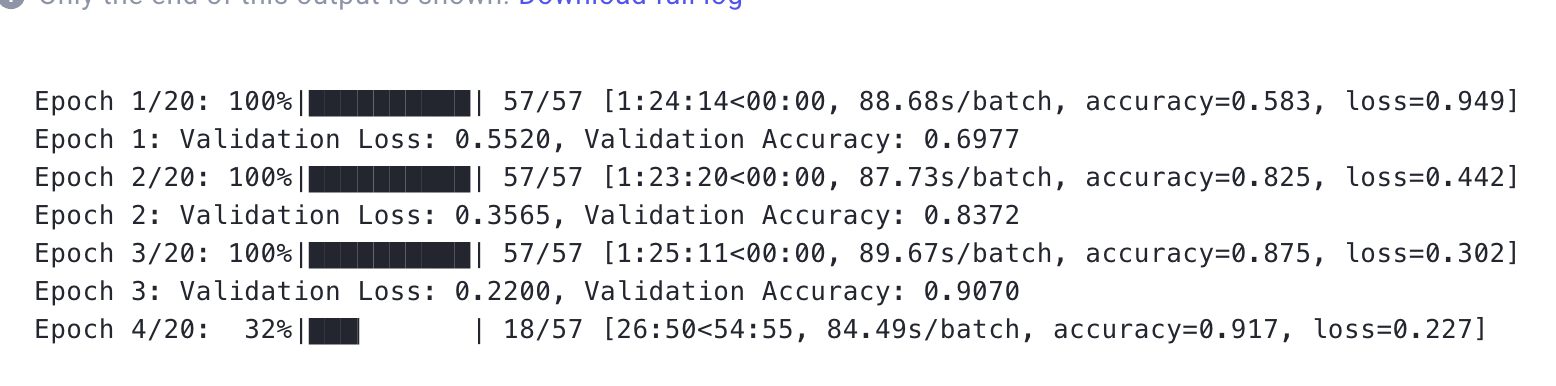 Only the end of this output is shown. Download full log
Epoch 1/20: 100%|██████████| 57/57 [1:24:14<00:00, 88.68s/batch, accuracy=0.583, loss=0.949]
Epoch 1: Validation Loss: 0.5520, Validation Accuracy: 0.6977
Epoch 2/20: 100%|██████████| 57/57 [1:23:20<00:00, 87.73s/batch, accuracy=0.825, loss=0.442]
Epoch 2: Validation Loss: 0.3565, Validation Accuracy: 0.8372
Epoch 3/20: 100%|██████████| 57/57 [1:25:11<00:00, 89.67s/batch, accuracy=0.875, loss=0.302]
Epoch 3: Validation Loss: 0.2200, Validation Accuracy: 0.9070
Epoch 4/20:  32%|███       | 18/57 [26:50<54:55, 84.49s/batch, accuracy=0.917, loss=0.227]